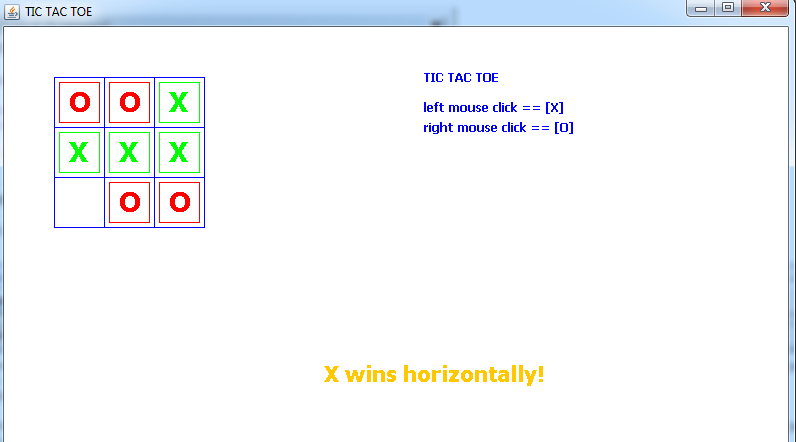 TIC TAC TOE
O O X
X X X
O O
TIC TAC TOE
left mouse click == [X]
right mouse click == [O]
X wins horizontally!